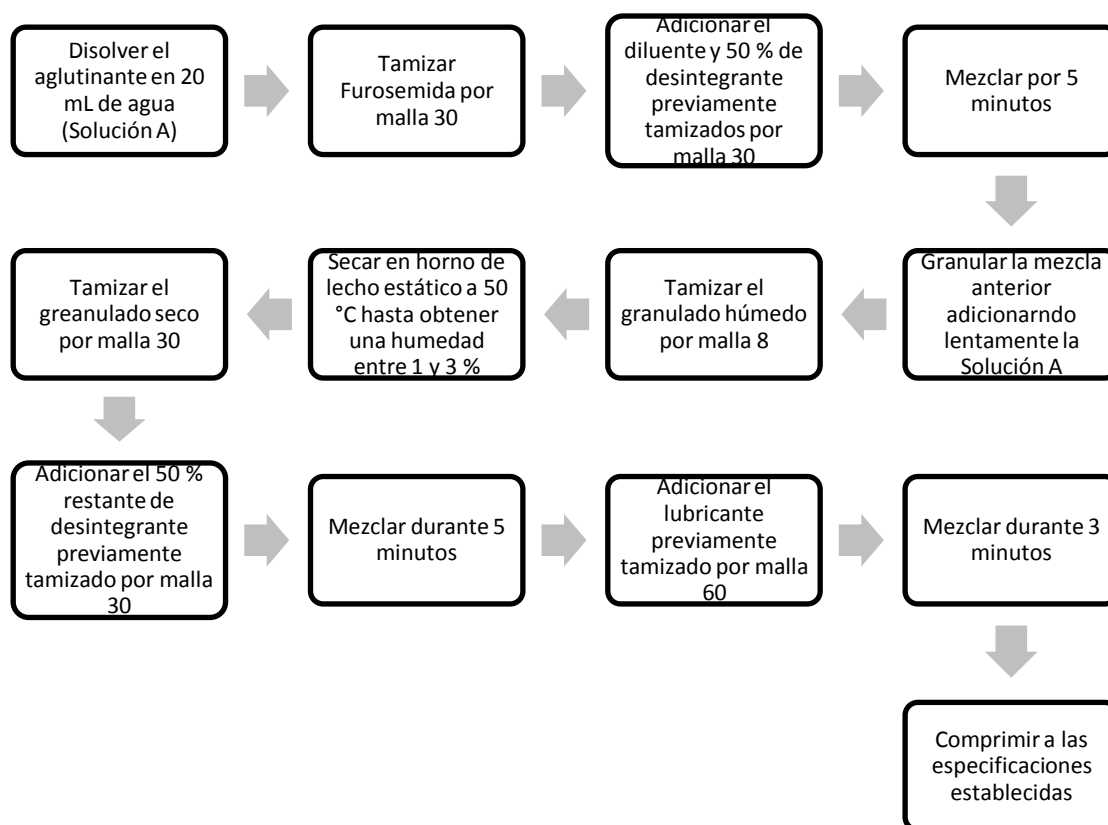 Disolver el
aglutinante en 20
mL de agua
(Solución A)
Tamizar
Furosemida por
malla 30
Adicionar el
diluente y 50 % de
desintegrante
previamente
tamizados por
malla 30
Mezclar por 5
minutos
Granular la mezcla
anterior
adicionarndo
lentamente la
Solución A
Tamizar el
granulado húmedo
por malla 8
Secar en horno de
lecho estático a 50
°C hasta obtener
una humedad
entre 1 y 3 %
Tamizar el
greanulado seco
por malla 30
Adicionar el 50 %
restante de
desintegrante
previamente
tamizado por malla
30
Mezclar durante 5
minutos
Adicionar el
lubricante
previamente
tamizado por malla
60
Mezclar durante 3
minutos
Comprimir a las
especificaciones
establecidas